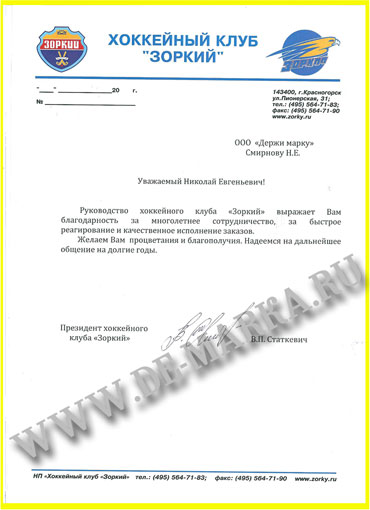 ЗОРКИЙ
ХОККЕЙНЫЙ КЛУБ
"ЗОРКИЙ"
ЗОРКИЙ
"___" ____________ 20 г.
№ ____________
143400, г.Красногорск
ул.Пионерская, 31;
тел.: (495) 564-71-83;
факс: (495) 564-71-90
www.zorky.ru
ООО «Держи марку»
Смирнову Н.Е.
Уважаемый Николай Евгеньевич!
Руководство хоккейного клуба «Зоркий» выражает Вам
благодарность за многолетнее сотрудничество, за быстрое
реагирование и качественное исполнение заказов.
Желаем Вам процветания и благополучия. Надеемся на дальнейшее
общение на долгие годы.
Президент хоккейного
клуба «Зоркий»
В.П. Статкевич
WWW.DE-MARKA.RU
НП «Хоккейный клуб «Зоркий» тел.: (495) 564-71-83; факс: (495) 564-71-90 www.zorky.ru